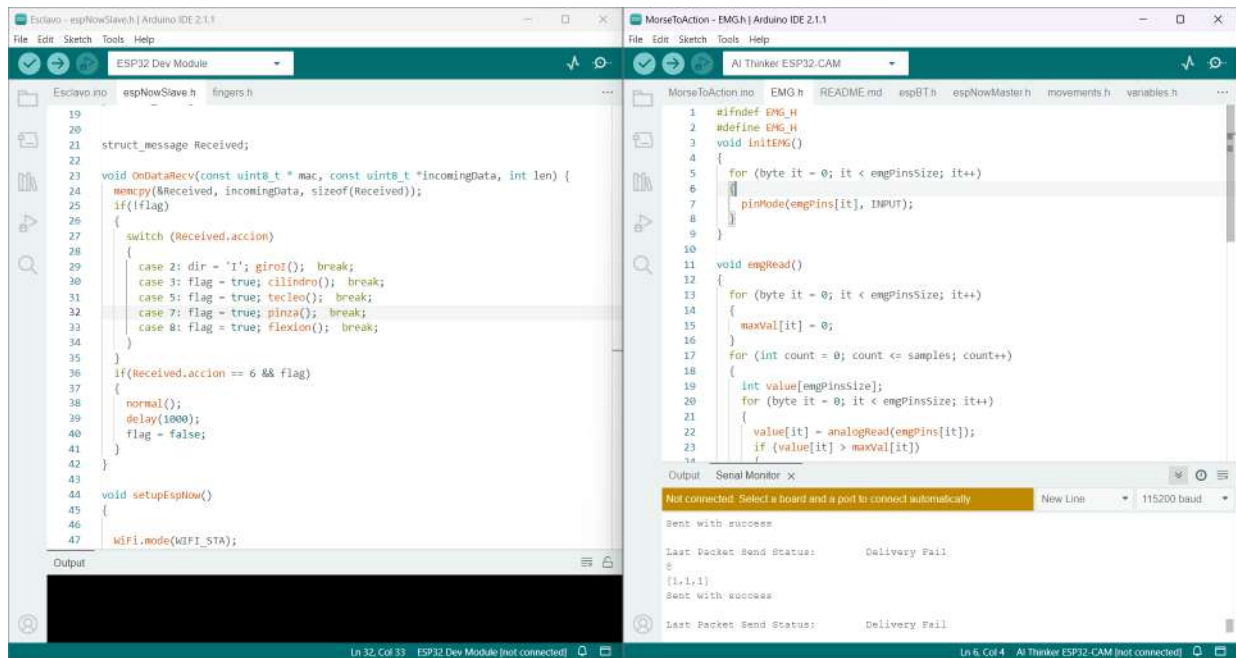 Esclavo - espNowSlave.h | Arduino IDE 2.1.1
File Edit Sketch Tools Help
ESP32 Dev Module
Esclavo.ino espNowSlave.h fingers.h
19
20
21 struct_message Received;
22
23 void OnDataRecv(const uint8_t * mac, const uint8_t *incomingData, int len) {
24 memcpy(&Received, incomingData, sizeof(Received));
25 if(!flag)
26 {
27 switch (Received.accion)
28 {
29 case 2: dir = 'I'; giroI(); break;
30 case 3: flag = true; cilindro(); break;
31 case 5: flag = true; tecleo(); break;
32 case 7: flag = true; pinza(); break;
33 case 8: flag = true; flexion(); break;
34 }
35 }
36 if(Received.accion == 6 && flag)
37 {
38 normal();
39 delay(1000);
40 flag = false;
41 }
42 }
43
44 void setupEspNow()
45 {
46
47 WiFi.mode(WIFI_STA);
Output
Ln 32, Col 33 ESP32 Dev Module [not connected]
MorseToAction - EMG.h | Arduino IDE 2.1.1
File Edit Sketch Tools Help
AI Thinker ESP32-CAM
MorseToAction.ino EMG.h README.md espBT.h espNowMaster.h movements.h variables.h
1 #ifndef EMG_H
2 #define EMG_H
3 void initEMG()
4 {
5 for (byte it = 0; it < emgPinsSize; it++)
6 {
7 pinMode(emgPins[it], INPUT);
8 }
9 }
10
11 void emgRead()
12 {
13 for (byte it = 0; it < emgPinsSize; it++)
14 {
15 maxVal[it] = 0;
16 }
17 for (int count = 0; count <= samples; count++)
18 {
19 int value[emgPinsSize];
20 for (byte it = 0; it < emgPinsSize; it++)
21 {
22 value[it] = analogRead(emgPins[it]);
23 if (value[it] > maxVal[it])
24 {
Output Serial Monitor
Not connected. Select a board and a port to connect automatically. New Line 115200 baud
Sent with success
Last Packet Send Status: Delivery Fail
8
[1,1,1]
Sent with success
Last Packet Send Status: Delivery Fail
Ln 6, Col 4 AI Thinker ESP32-CAM [not connected]